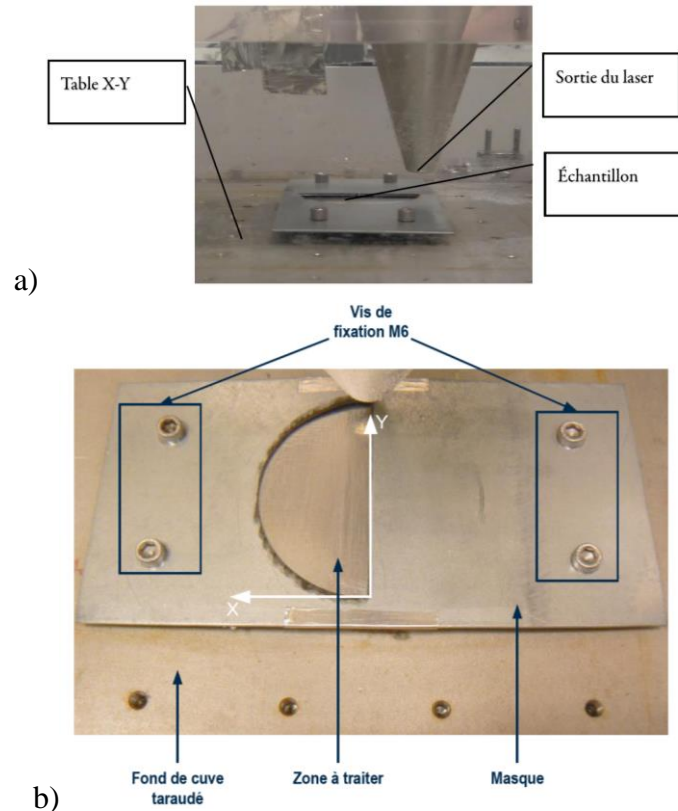 Table X-Y
Sortie du laser
Échantillon
a)
Vis de
fixation M6
Y
X
b)
Fond de cuve
taraudé
Zone à traiter
Masque